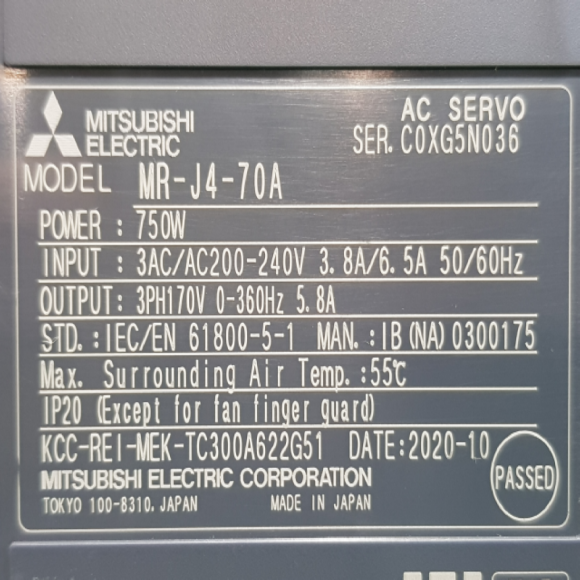 MITSUBISHI
ELECTRIC
AC SERVO
SER. C0XG5N036
MODEL MR-J4-70A
POWER : 750W
INPUT : 3AC/AC200-240V 3.8A/6.5A 50/60Hz
OUTPUT: 3PH170V 0-360Hz 5.8A
STD. : IEC/EN 61800-5-1 MAN. : IB(NA)0300175
Max. Surrounding Air Temp. :55℃
IP20 (Except for fan finger guard)
KCC-REI-MEK-TC300A622G51 DATE:2020-10
MITSUBISHI ELECTRIC CORPORATION
TOKYO 100-8310, JAPAN MADE IN JAPAN
PASSED